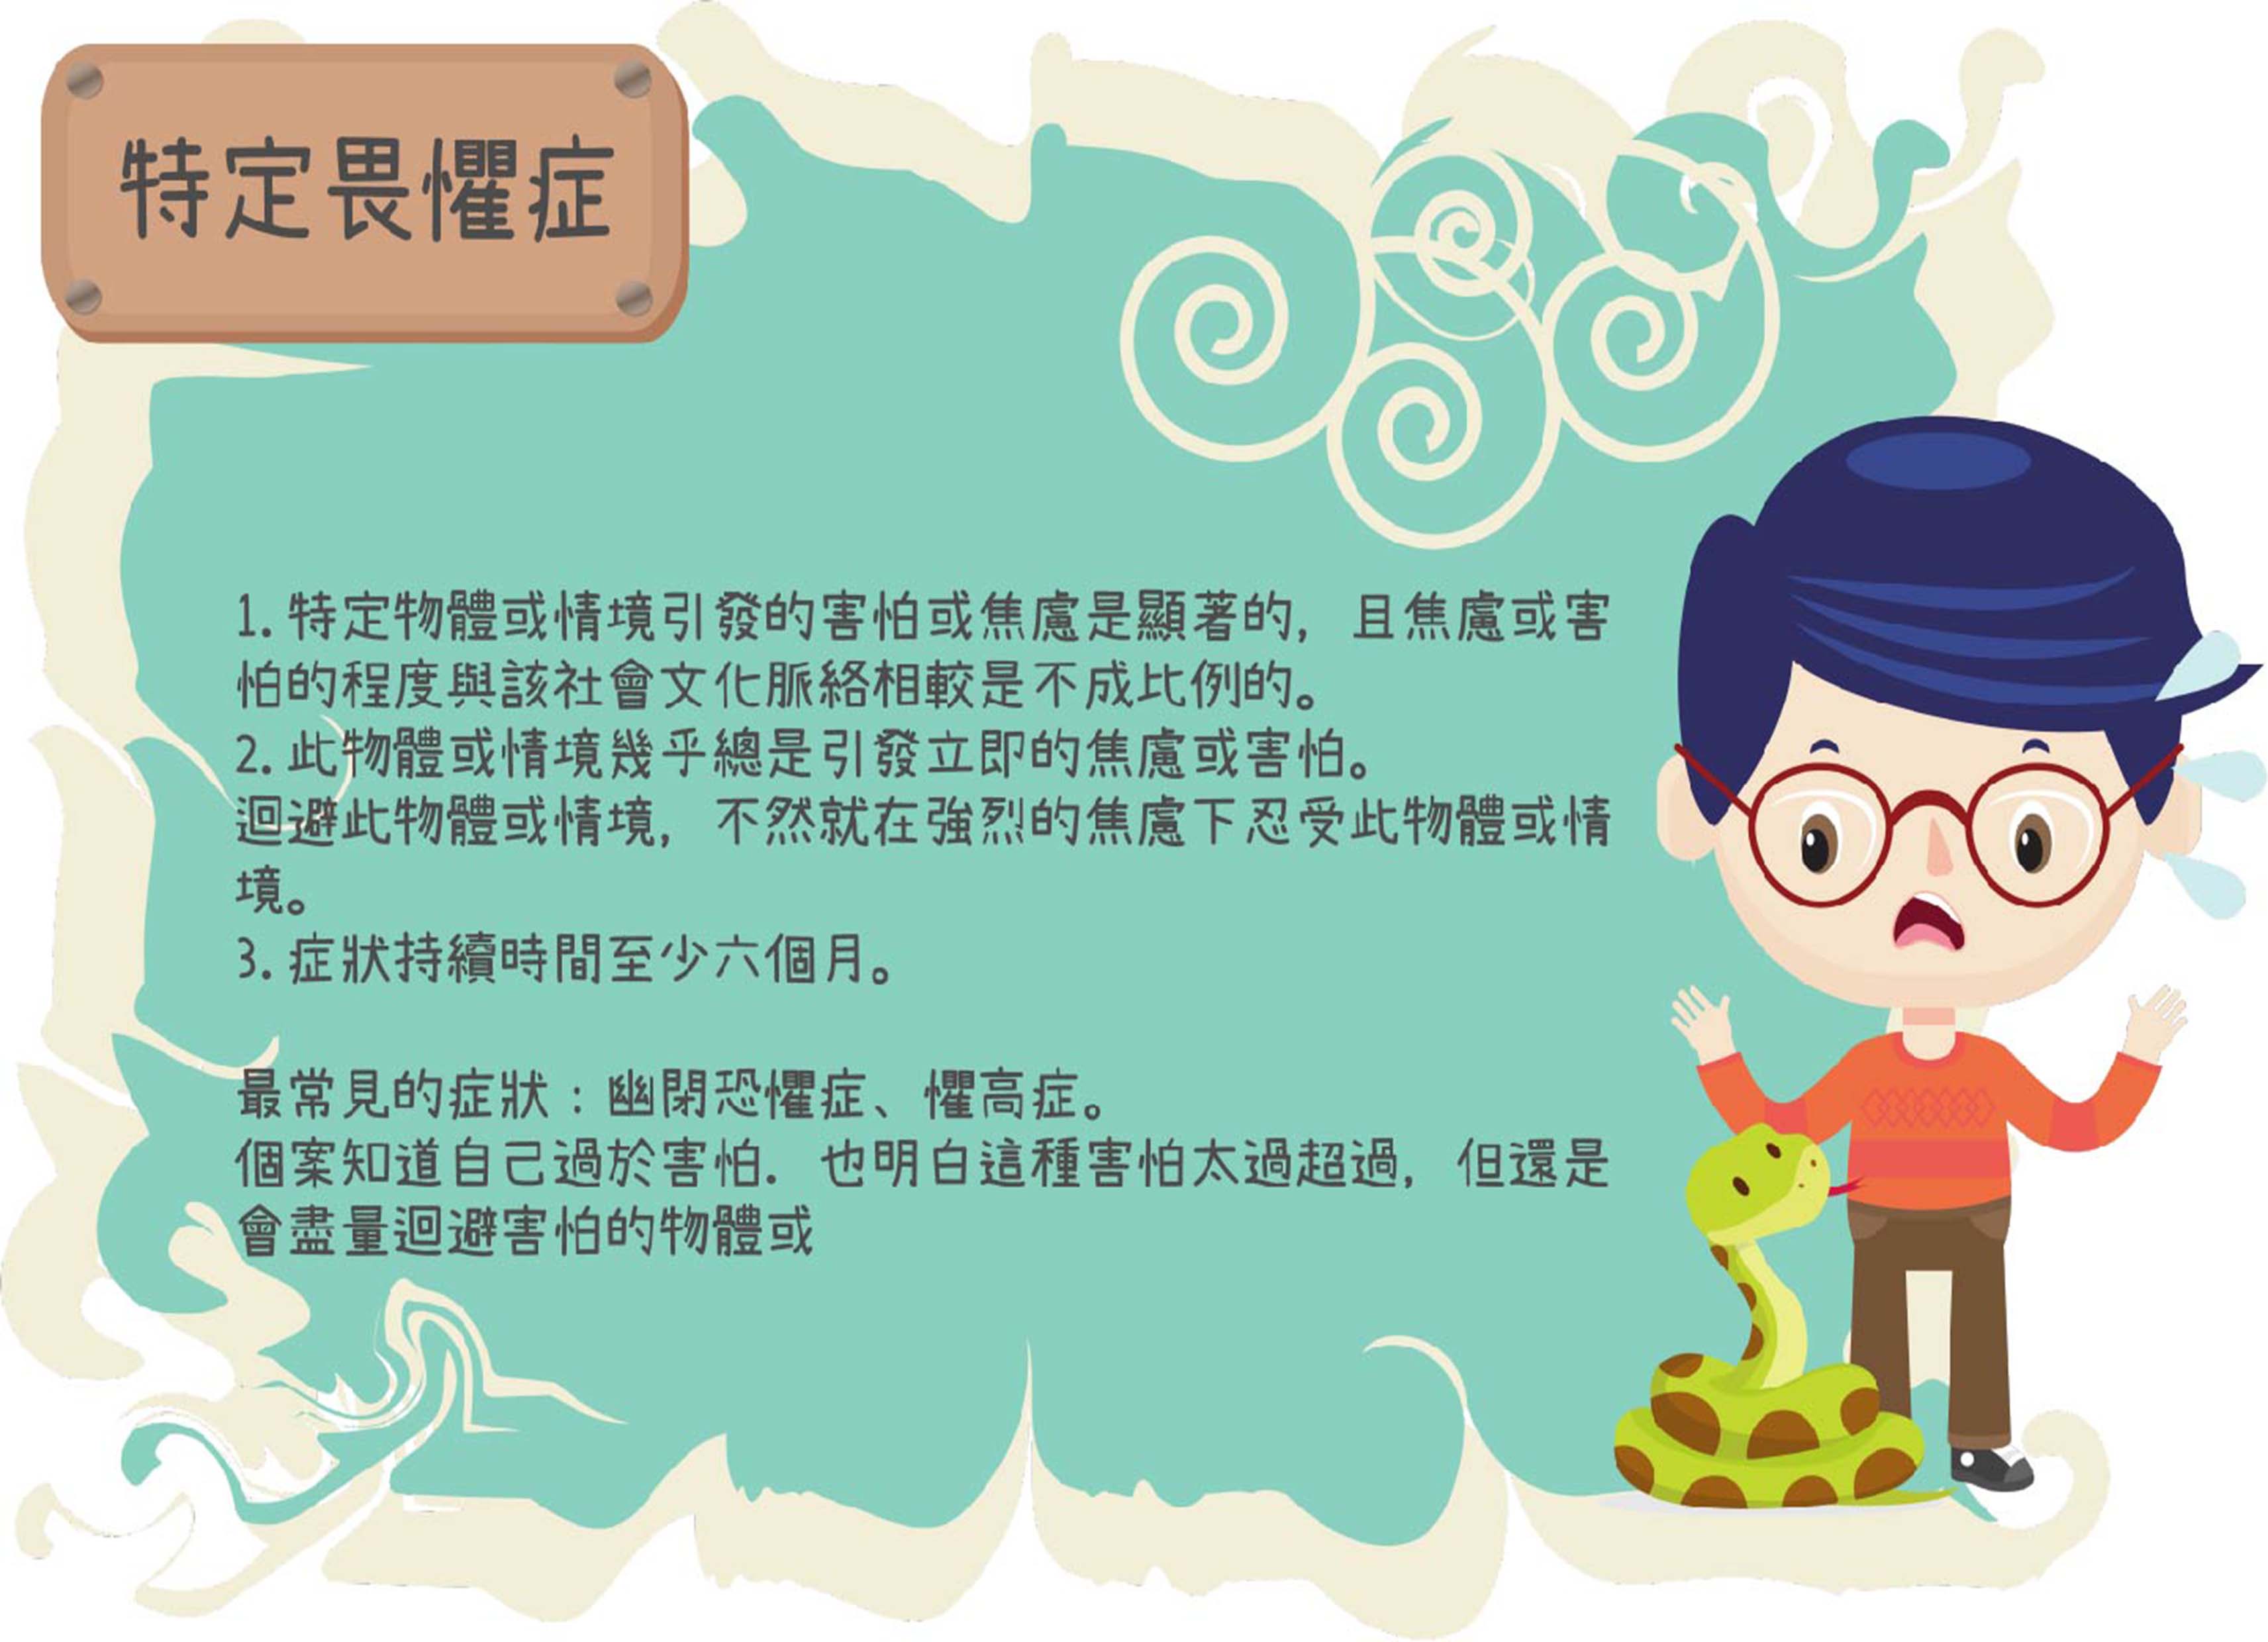 特定畏懼症
1. 特定物體或情境引發的害怕或焦慮是顯著的, 且焦慮或害
怕的程度與該社會文化脈絡相較是不成比例的。
2. 此物體或情境幾乎總是引發立即的焦慮或害怕。
迴避此物體或情境, 不然就在強烈的焦慮下忍受此物體或情
境。
3. 症狀持續時間至少六個月。
最常見的症狀:幽閉恐懼症、懼高症。
個案知道自己過於害怕. 也明白這種害怕太過超過, 但還是
會盡量迴避害怕的物體或